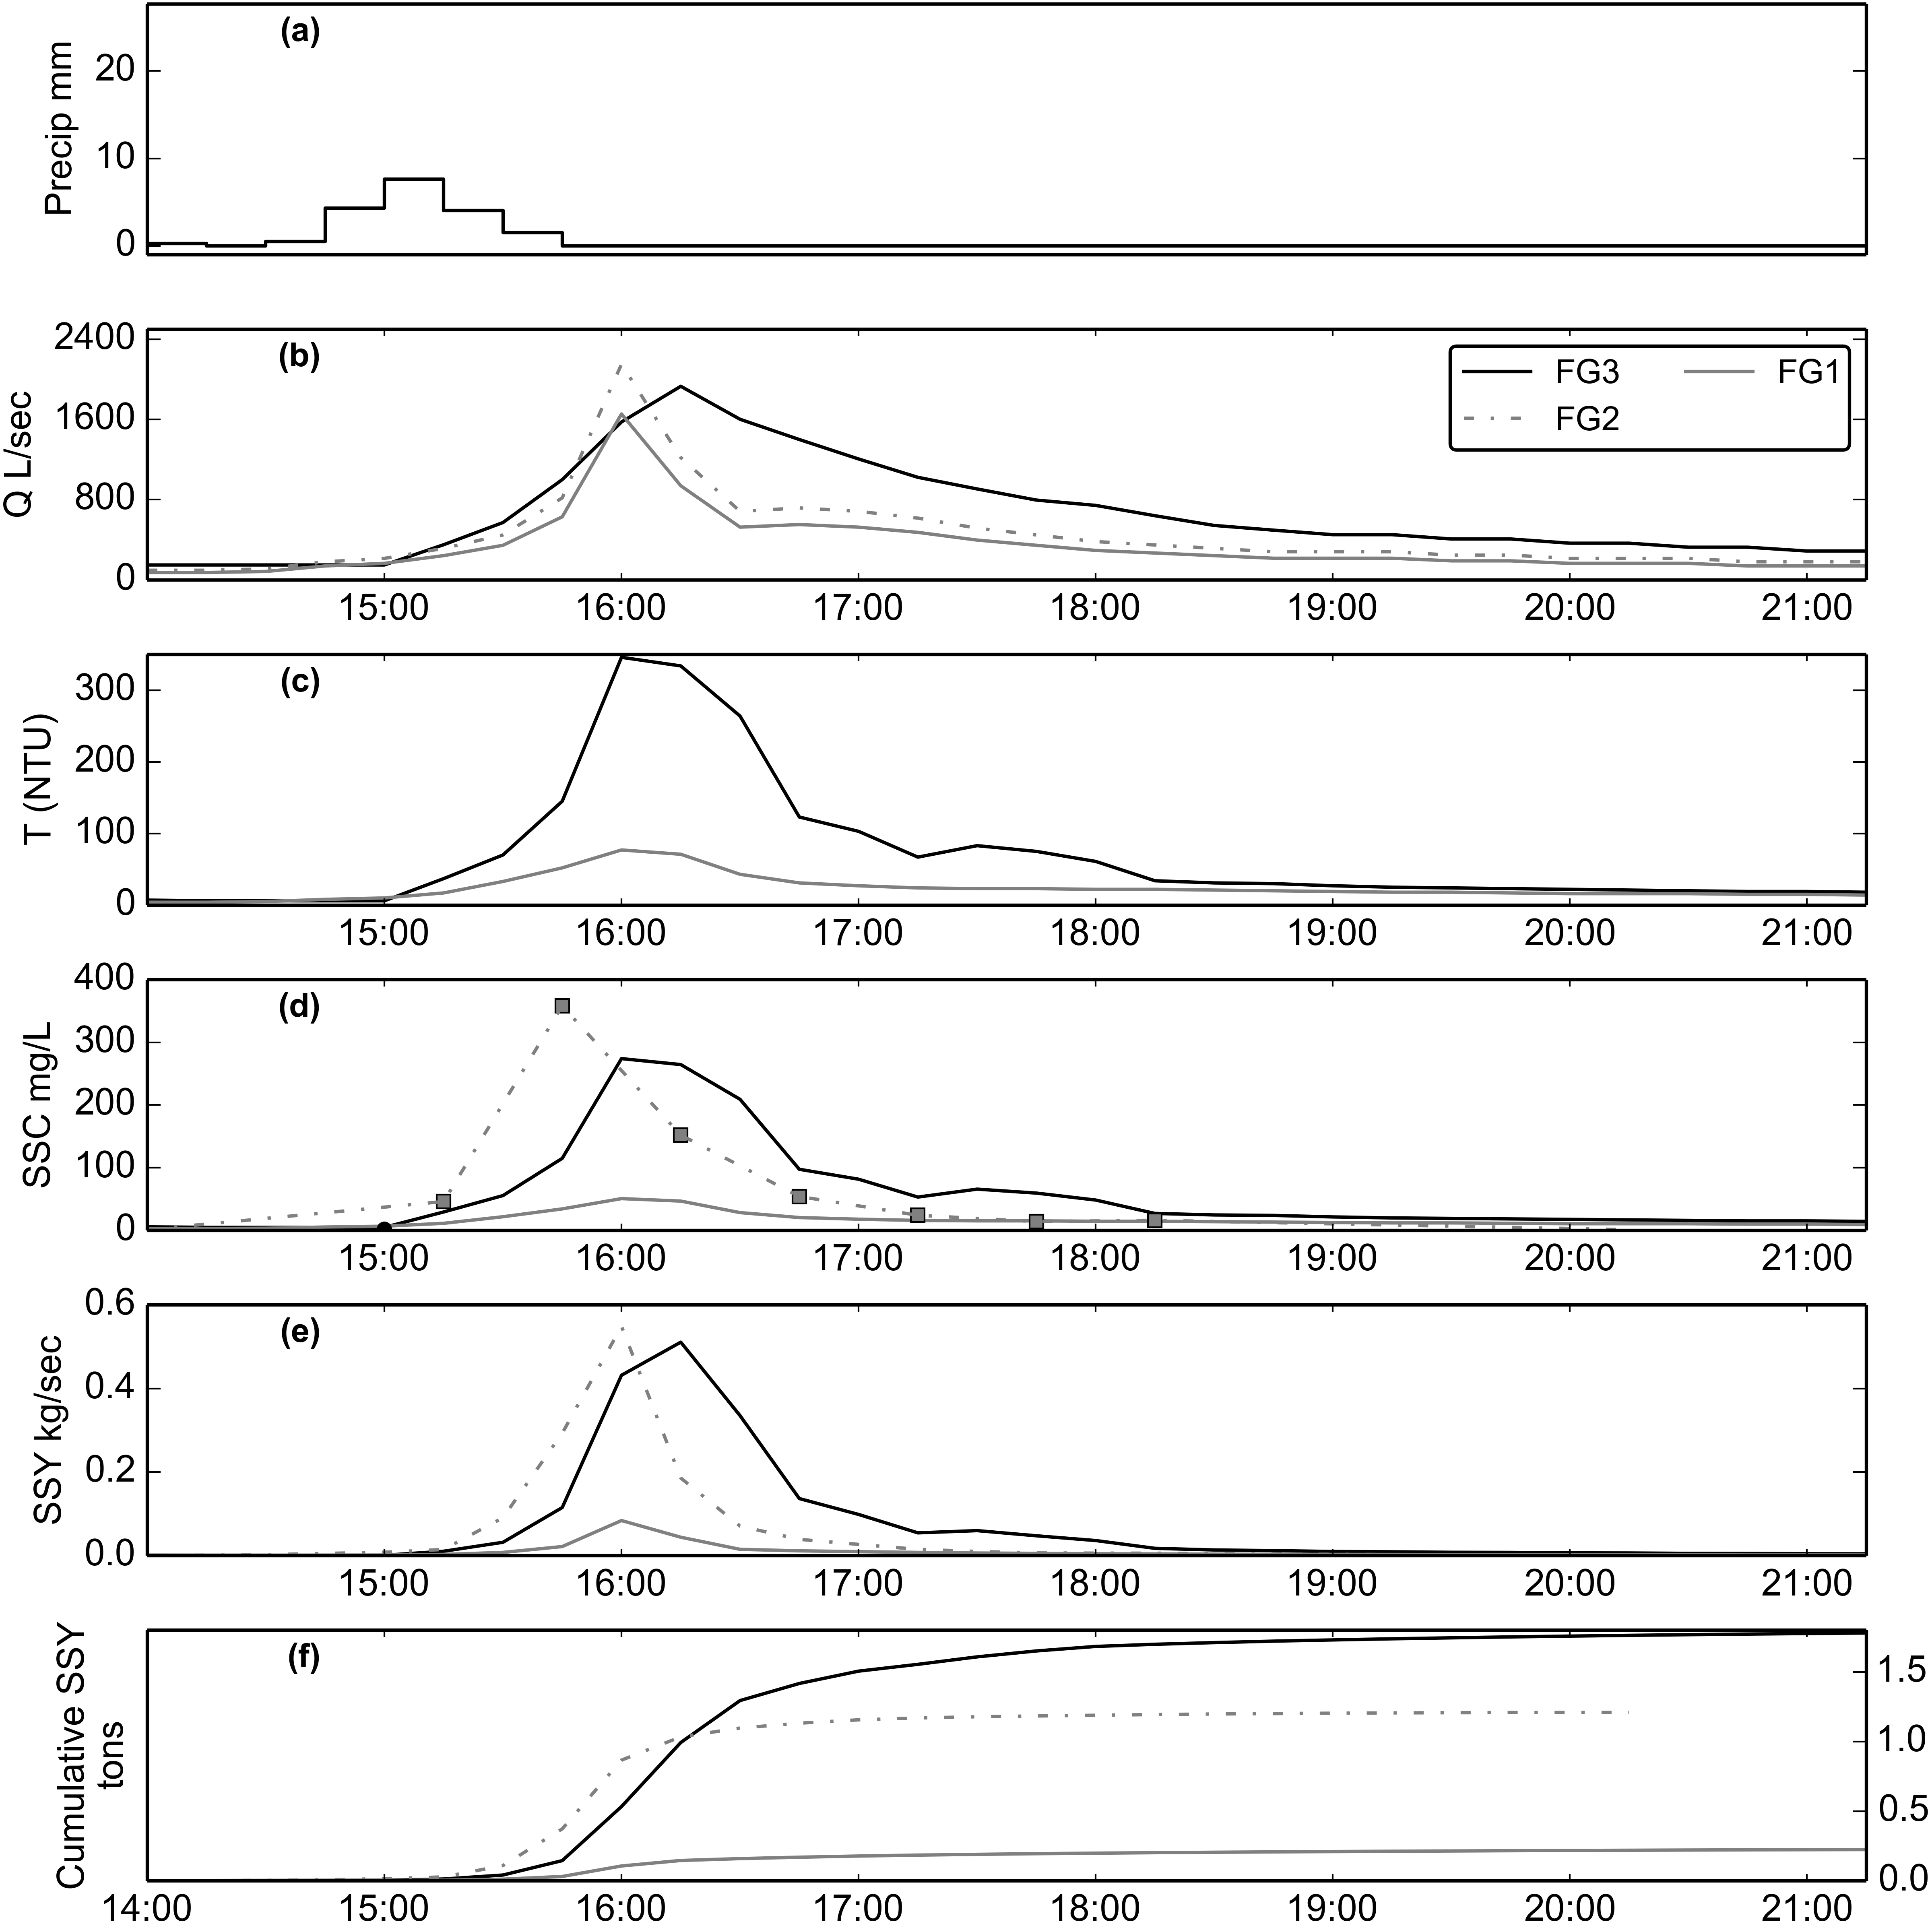 (a)
Precip mm
20
10
0
(b)
Q L/sec
2400
1600
800
0
FG3 FG1
FG2
15:00 16:00 17:00 18:00 19:00 20:00 21:00
(c)
T (NTU)
300
200
100
0
15:00 16:00 17:00 18:00 19:00 20:00 21:00
(d)
SSC mg/L
400
300
200
100
0
15:00 16:00 17:00 18:00 19:00 20:00 21:00
(e)
SSY kg/sec
0.6
0.4
0.2
0.0
15:00 16:00 17:00 18:00 19:00 20:00 21:00
(f)
Cumulative SSY
tons
1.5
1.0
0.5
0.0
14:00 15:00 16:00 17:00 18:00 19:00 20:00 21:00